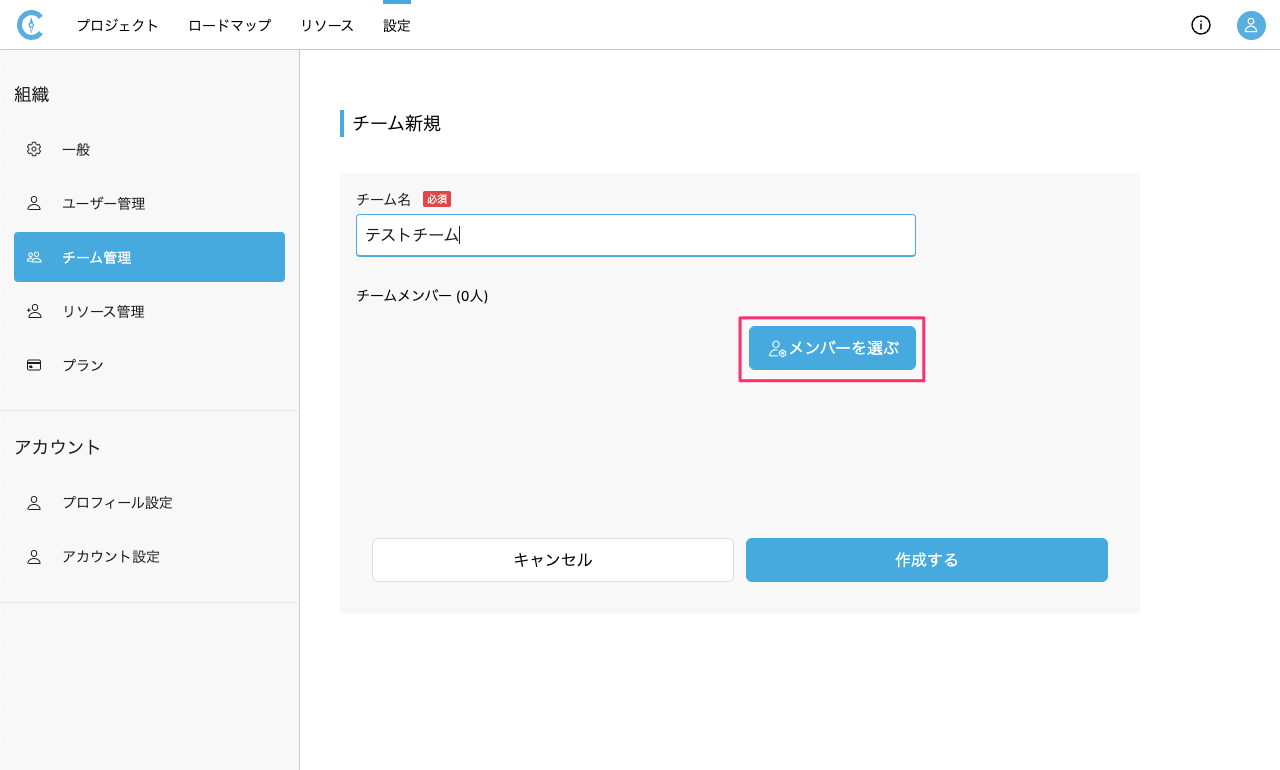 プロジェクト ロードマップ リソース 設定
組織
一般
ユーザー管理
チーム管理
リソース管理
プラン
アカウント
プロフィール設定
アカウント設定
チーム新規
チーム名 必須
テストチーム
チームメンバー (0人)
メンバーを選ぶ
キャンセル 作成する